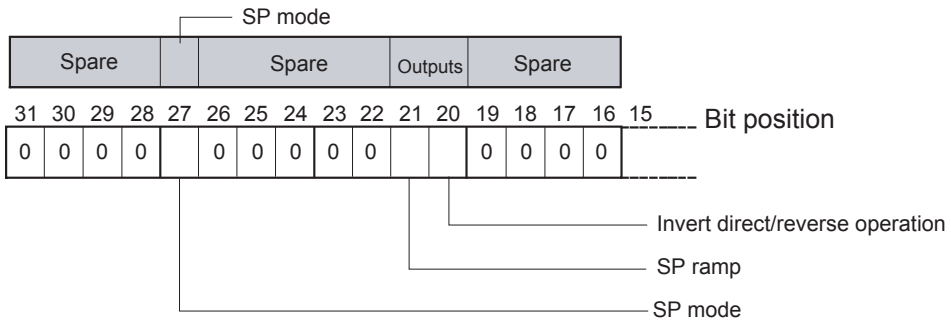 SP mode
Spare Spare Outputs Spare
31 30 29 28 27 26 25 24 23 22 21 20 19 18 17 16 15 Bit position
0 0 0 0 0 0 0 0 0 0 0 0 0
Invert direct/reverse operation
SP ramp
SP mode